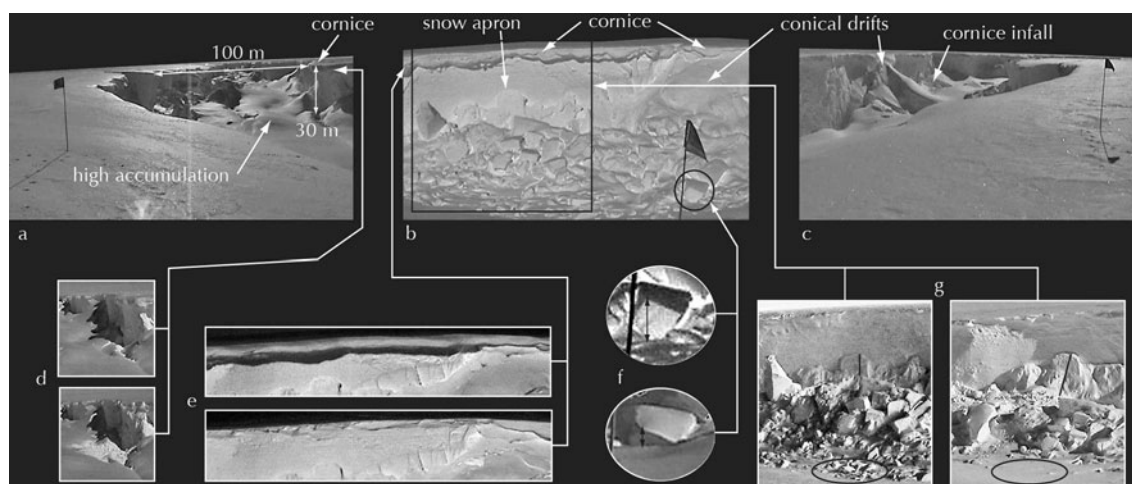 cornice
snow apron
cornice
conical drifts
cornice infall
100 m
30 m
high accumulation
a
b
c
d
e
f
g